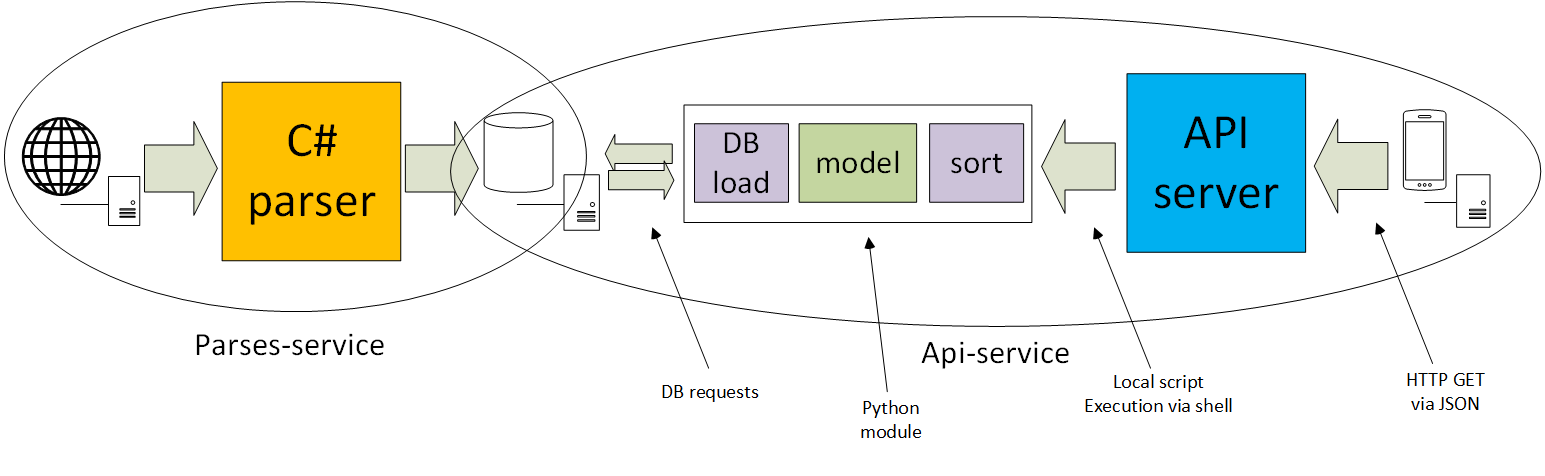 C#
parser
DB
load
model
sort
API
server
Parses-service
Api-service
DB requests
Python
module
Local script
Execution via shell
HTTP GET
via JSON